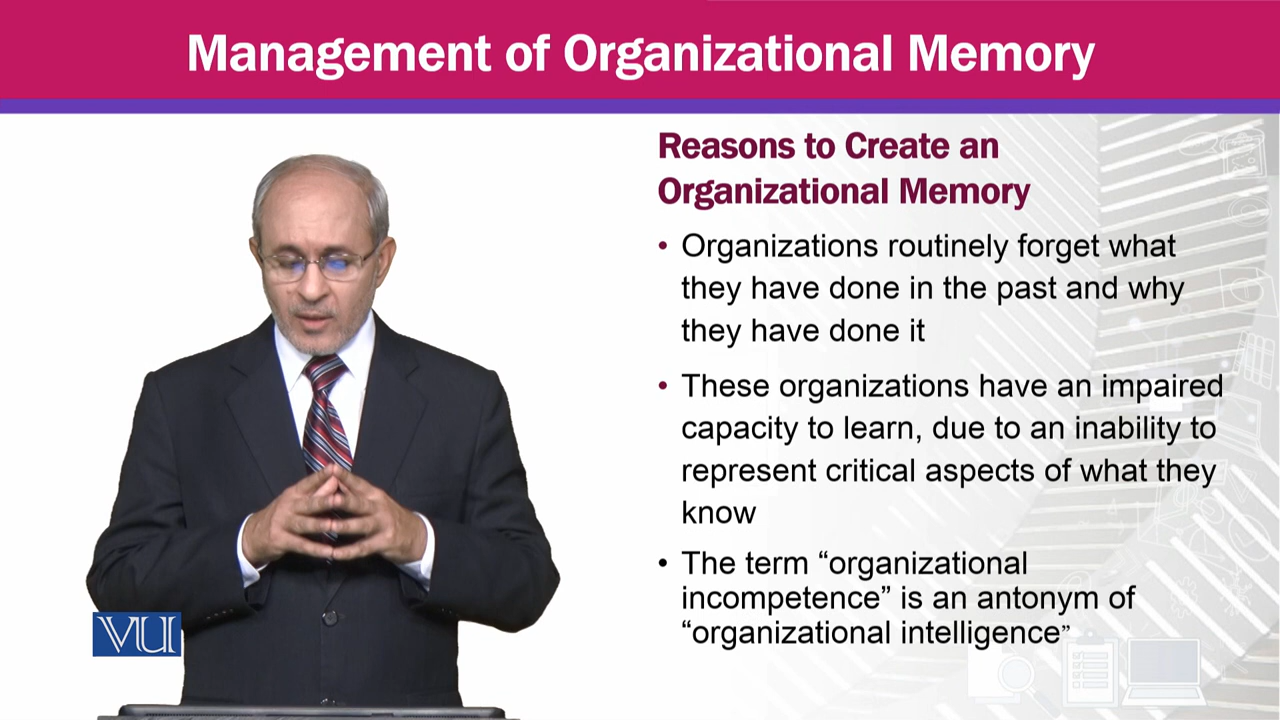 Management of Organizational Memory
Reasons to Create an
Organizational Memory
• Organizations routinely forget what
they have done in the past and why
they have done it
• These organizations have an impaired
capacity to learn, due to an inability to
represent critical aspects of what they
know
• The term “organizational
incompetence” is an antonym of
“organizational intelligence”
VU